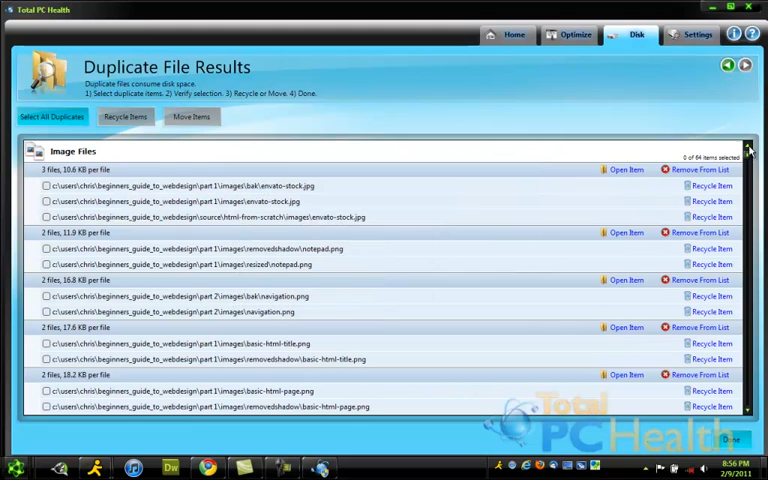 Total PC Health
Home
Optimize
Disk
Settings
Duplicate File Results
Duplicate files consume disk space.
1) Select duplicate items. 2) Verify selection. 3) Recycle or Move. 4) Done.
Select All Duplicates
Recycle Items
Move Items
Image Files
0 of 64 items selected
3 files, 10.6 KB per file Open Item Remove From List
c:\users\chris\beginners_guide_to_webdesign\part 1\images\bak\envato-stock.jpg Recycle Item
c:\users\chris\beginners_guide_to_webdesign\part 1\images\envato-stock.jpg Recycle Item
c:\users\chris\beginners_guide_to_webdesign\source\html-from-scratch\images\envato-stock.jpg Recycle Item
2 files, 11.9 KB per file Open Item Remove From List
c:\users\chris\beginners_guide_to_webdesign\part 1\images\removedshadow\notepad.png Recycle Item
c:\users\chris\beginners_guide_to_webdesign\part 1\images\resized\notepad.png Recycle Item
2 files, 16.8 KB per file Open Item Remove From List
c:\users\chris\beginners_guide_to_webdesign\part 2\images\bak\navigation.png Recycle Item
c:\users\chris\beginners_guide_to_webdesign\part 2\images\navigation.png Recycle Item
2 files, 17.6 KB per file Open Item Remove From List
c:\users\chris\beginners_guide_to_webdesign\part 1\images\basic-html-title.png Recycle Item
c:\users\chris\beginners_guide_to_webdesign\part 1\images\removedshadow\basic-html-title.png Recycle Item
2 files, 18.2 KB per file Open Item Remove From List
c:\users\chris\beginners_guide_to_webdesign\part 1\images\basic-html-page.png Recycle Item
c:\users\chris\beginners_guide_to_webdesign\part 1\images\removedshadow\basic-html-page.png Recycle Item
Total
PC Health
Done
Dw
8:56 PM
2/9/2011